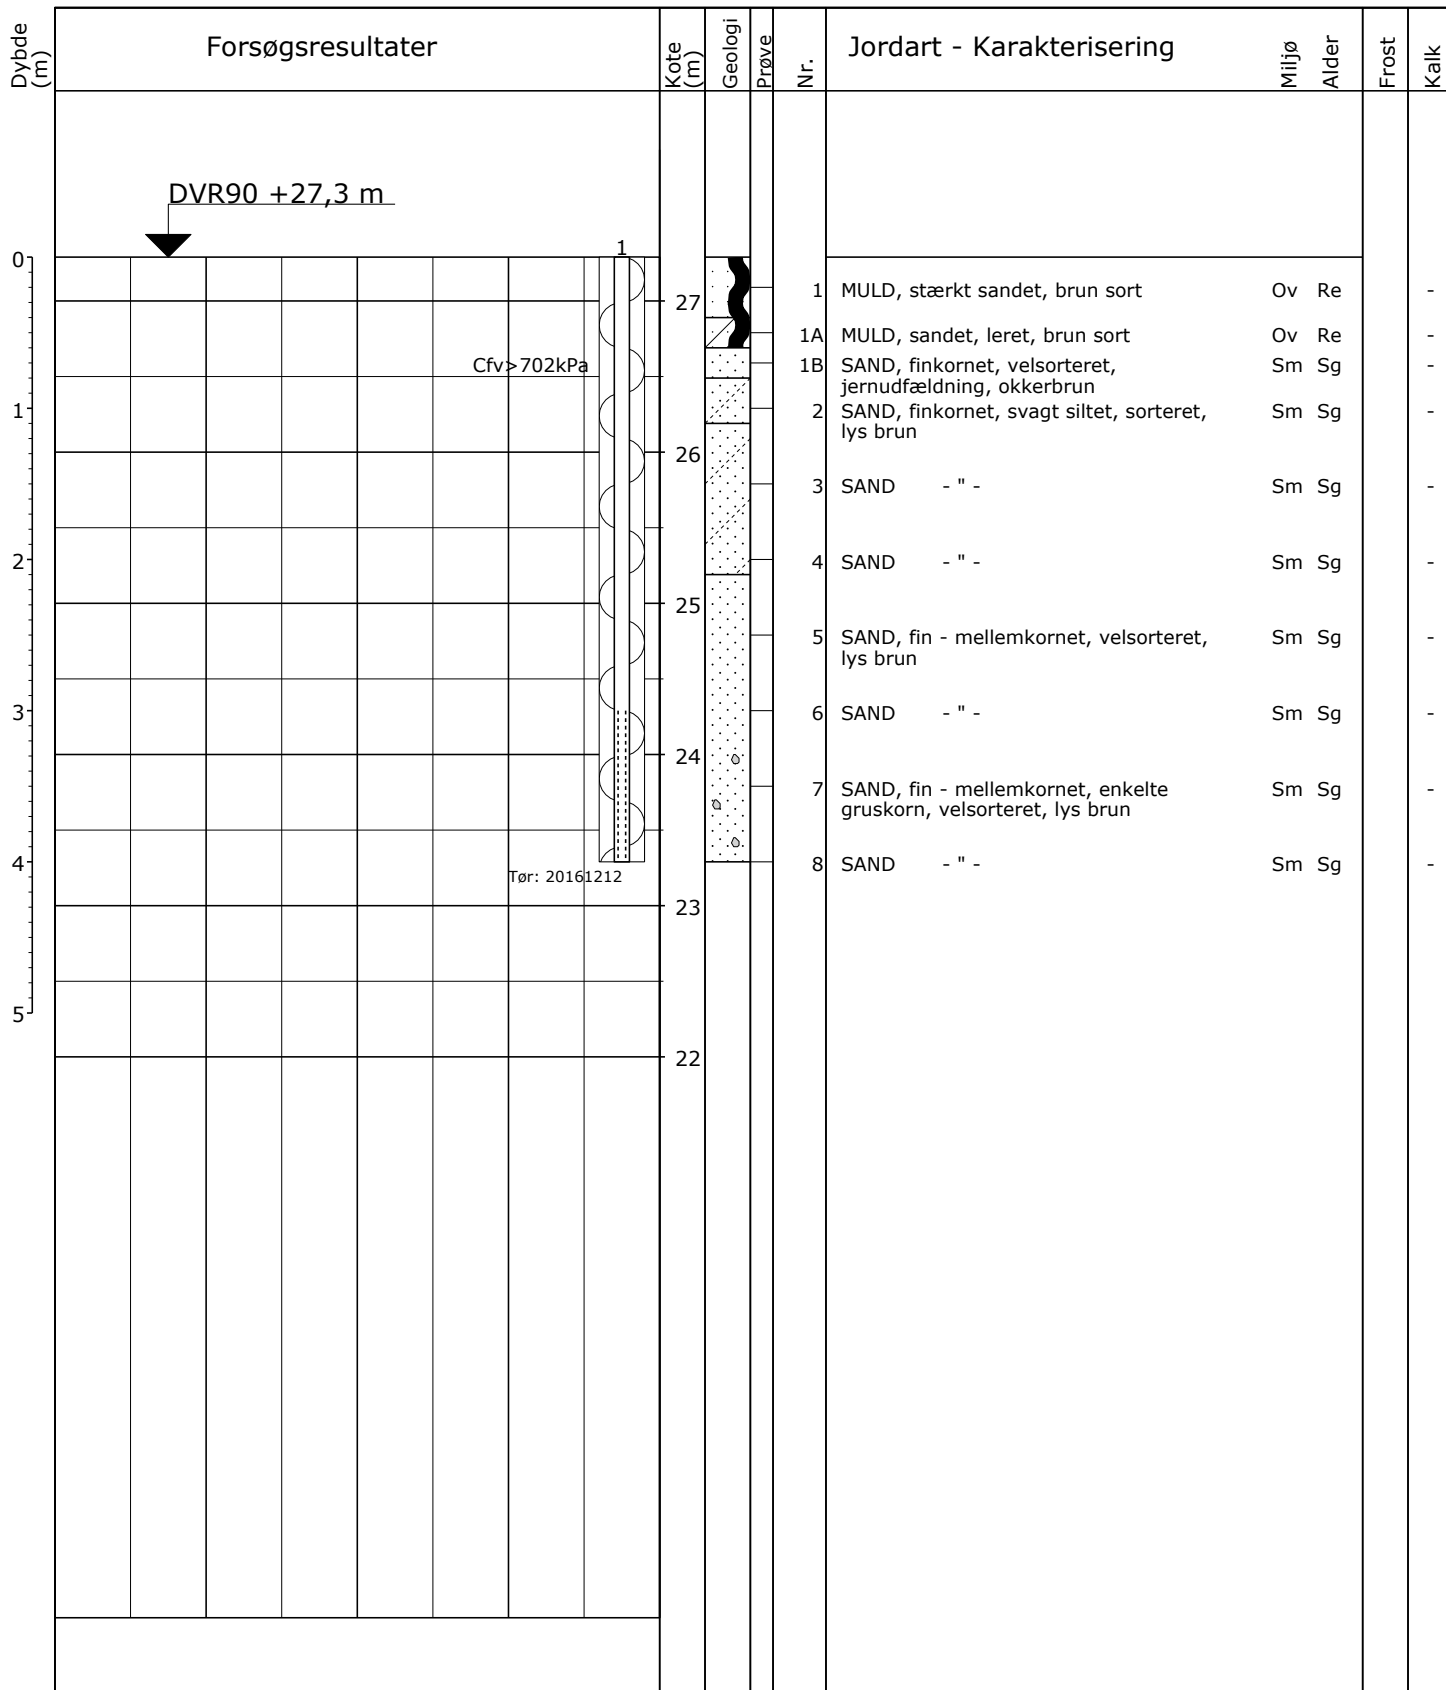 Dybde (m)
Forsøgsresultater
Kote (m)
Geologi
Prøve
Nr.
Jordart - Karakterisering
Miljø
Alder
Frost
Kalk
DVR90 +27,3 m
1
0
27
1 MULD, stærkt sandet, brun sort Ov Re -
1A MULD, sandet, leret, brun sort Ov Re -
Cfv>702kPa
1B SAND, finkornet, velsorteret, Sm Sg -
jernudfældning, okkerbrun
1
2 SAND, finkornet, svagt siltet, sorteret, Sm Sg -
lys brun
26
3 SAND - " - Sm Sg -
2
4 SAND - " - Sm Sg -
25
5 SAND, fin - mellemkornet, velsorteret, Sm Sg -
lys brun
3
6 SAND - " - Sm Sg -
24
7 SAND, fin - mellemkornet, enkelte Sm Sg -
gruskorn, velsorteret, lys brun
4
8 SAND - " - Sm Sg -
Tør: 20161212
23
5
22